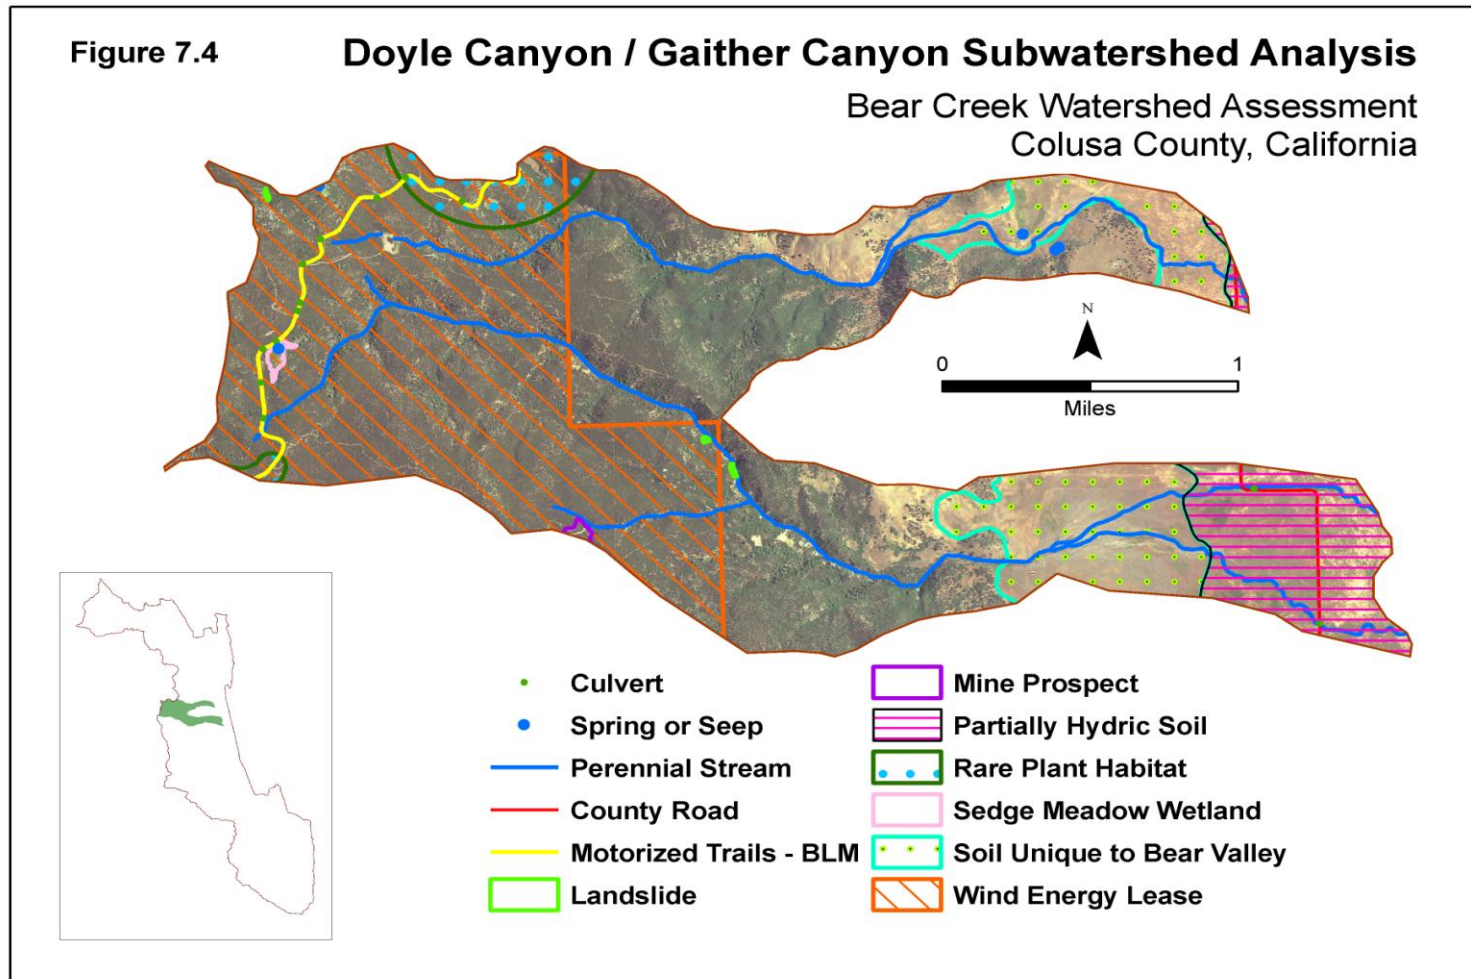 Figure 7.4
Doyle Canyon / Gaither Canyon Subwatershed Analysis
Bear Creek Watershed Assessment
Colusa County, California
N
0 1
Miles
Culvert
Spring or Seep
Perennial Stream
County Road
Motorized Trails - BLM
Landslide
Mine Prospect
Partially Hydric Soil
Rare Plant Habitat
Sedge Meadow Wetland
Soil Unique to Bear Valley
Wind Energy Lease